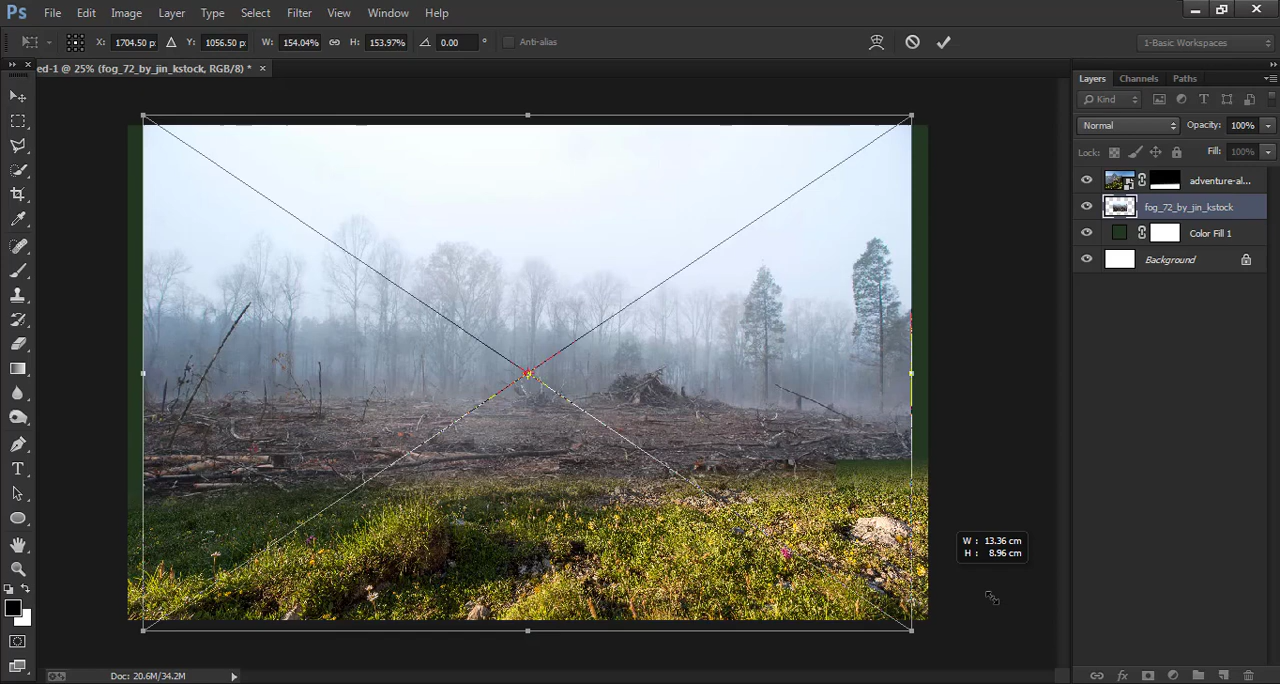 Ps File Edit Image Layer Type Select Filter View Window Help
X: 1704.50 p: Y: 1056.50 p: W: 154.04% H: 153.97% 0.00 ° Anti-alias 1-Basic Workspaces
ed-1 @ 25% (fog_72_by_jin_kstock, RGB/8) * ×
Layers Channels Paths
Kind
Normal Opacity: 100%
Lock: Fill: 100%
adventure-al...
fog_72_by_jin_kstock
Color Fill 1
Background
W : 13.36 cm
H : 8.96 cm
Doc: 20.6M/34.2M